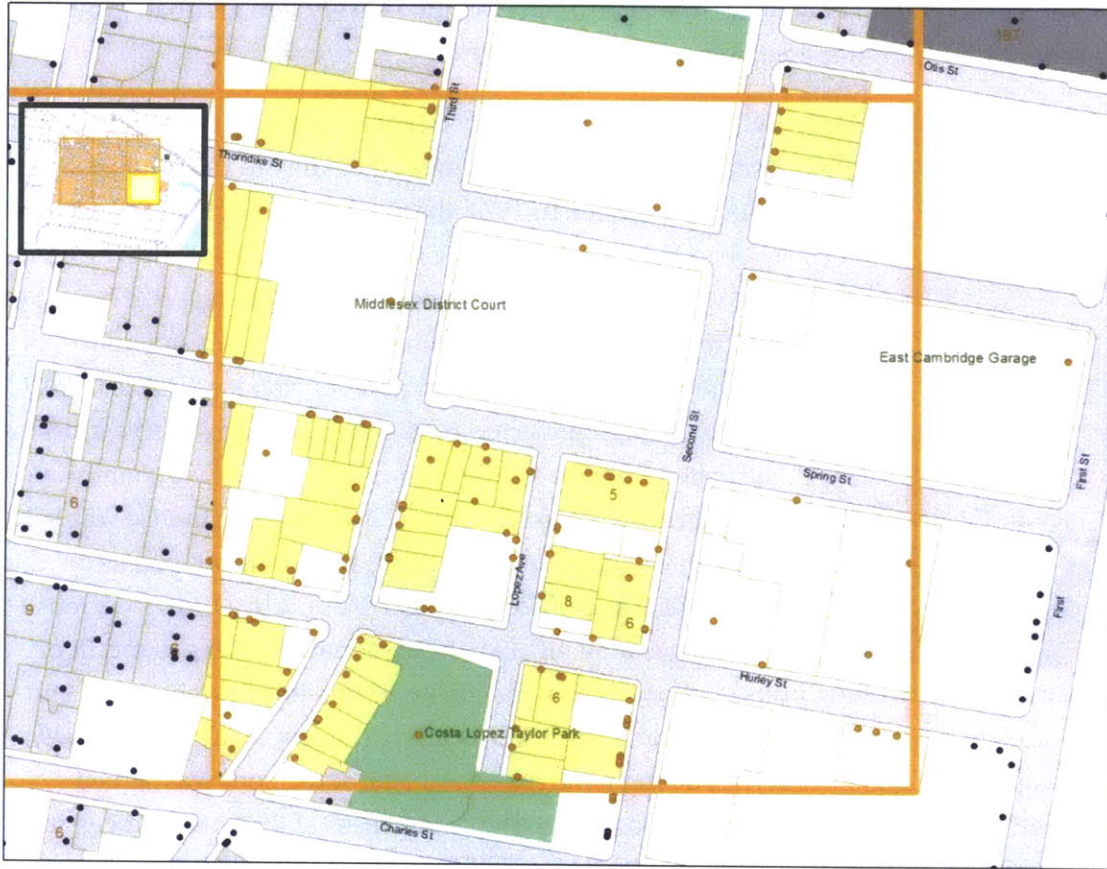 187
Otis St
Third St
Thorndike St
Middlesex District Court
East Cambridge Garage
Second St
First St
Spring St
5
6
Lopez Ave
8
6
First
9
Hurley St
6
Costa Lopez Taylor Park
Charles St
6